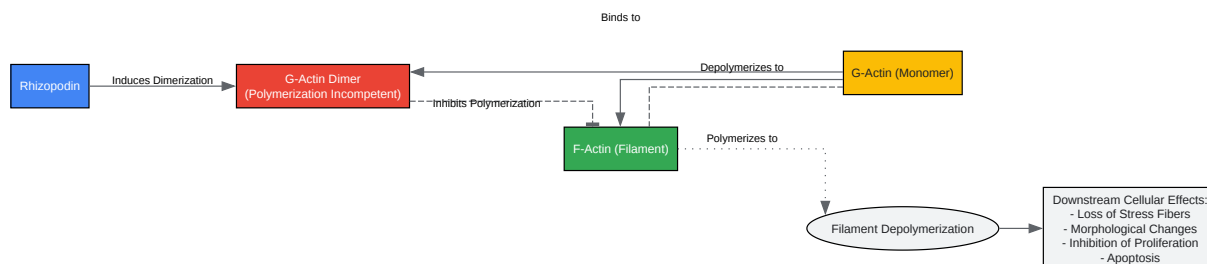 Binds to
Rhizopodin
Induces Dimerization
G-Actin Dimer
(Polymerization Incompetent)
Depolymerizes to
G-Actin (Monomer)
Inhibits Polymerization
F-Actin (Filament)
Polymerizes to
Filament Depolymerization
Downstream Cellular Effects:
- Loss of Stress Fibers
- Morphological Changes
- Inhibition of Proliferation
- Apoptosis